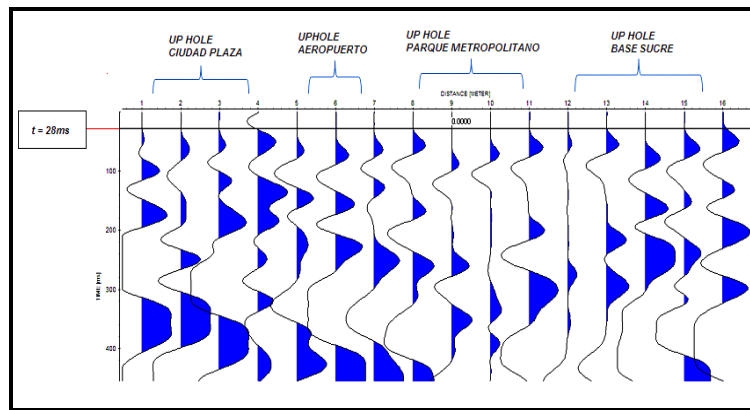 UP HOLE
CIUDAD PLAZA
UPHOLE
AEROPUERTO
UP HOLE
PARQUE METROPOLITANO
UP HOLE
BASE SUCRE
DISTANCE [METER]
1 2 3 4 5 6 7 8 9 10 11 12 13 14 15 16
0.0000
t = 28ms
100
200
TIME [ms]
300
400